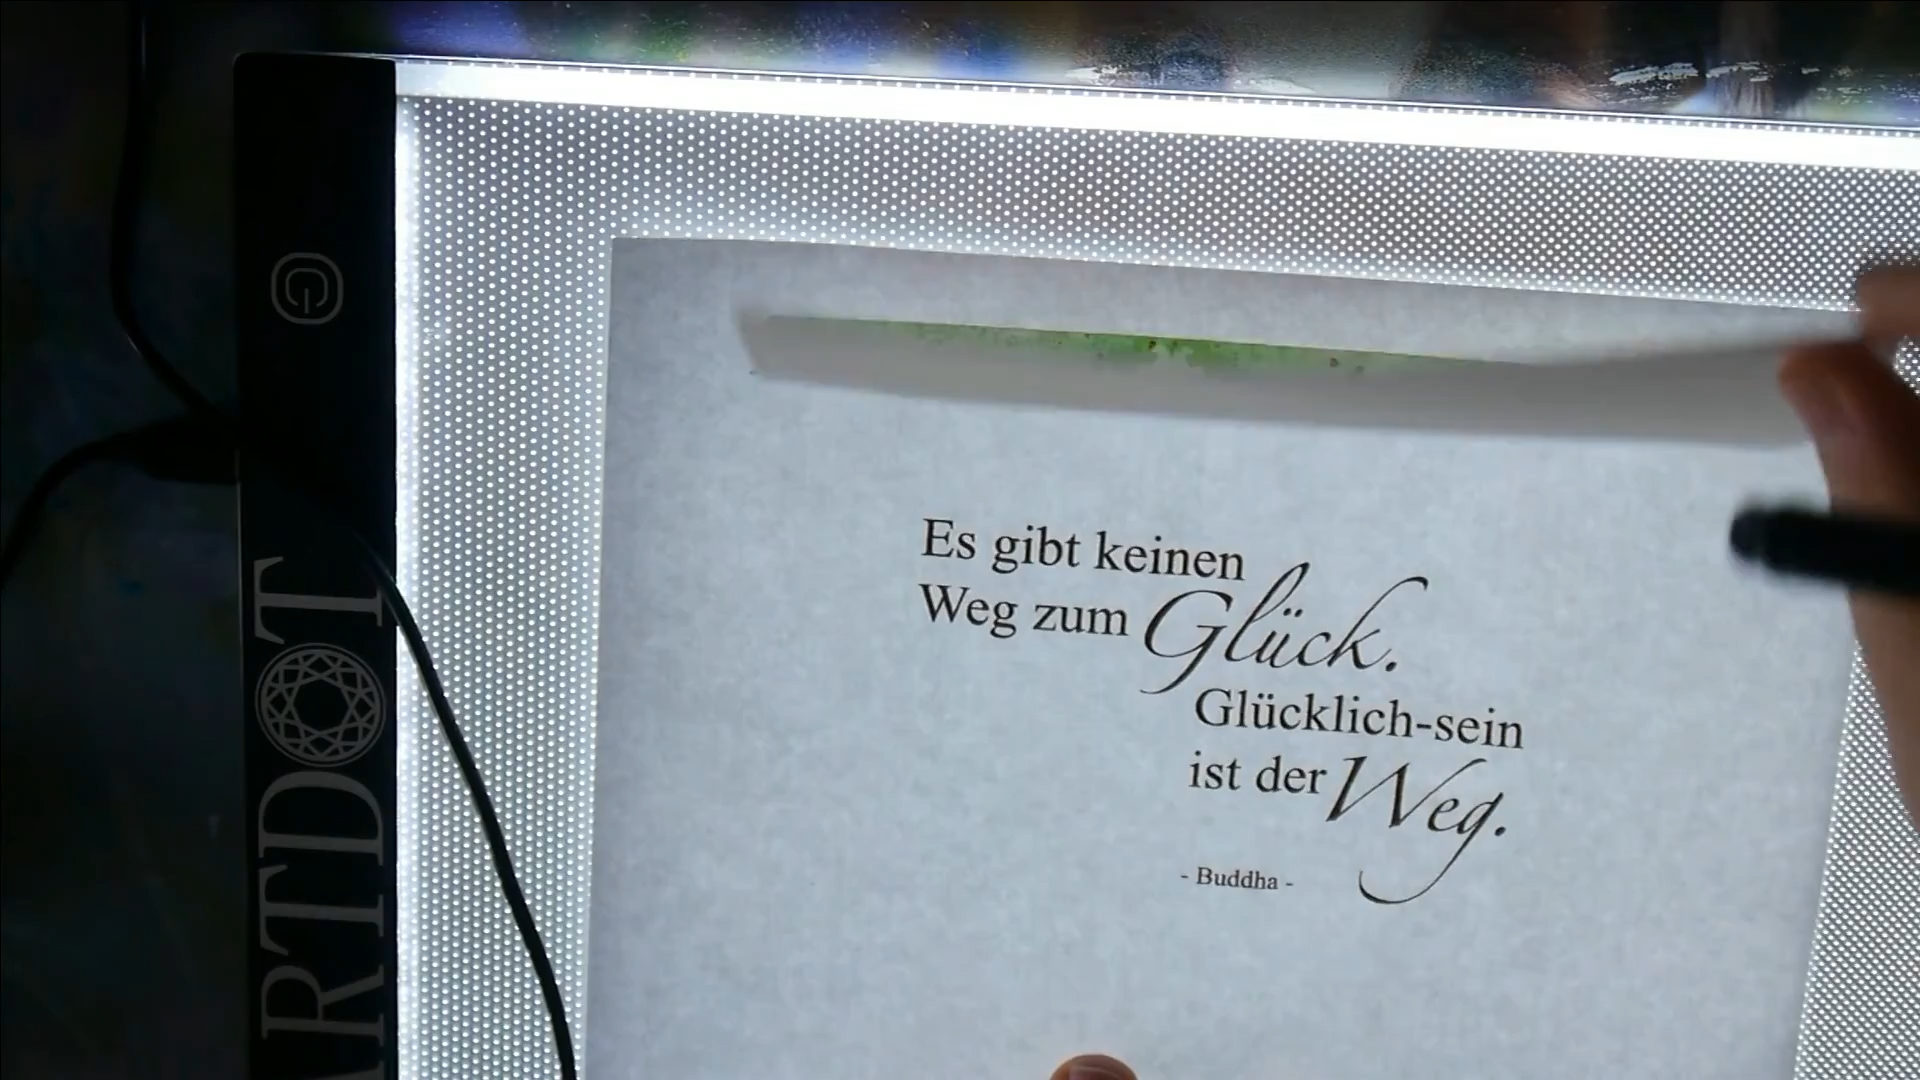 Es gibt keinen
Weg zum Glück.
Glücklich-sein
ist der Weg.
- Buddha -
ARTDOT